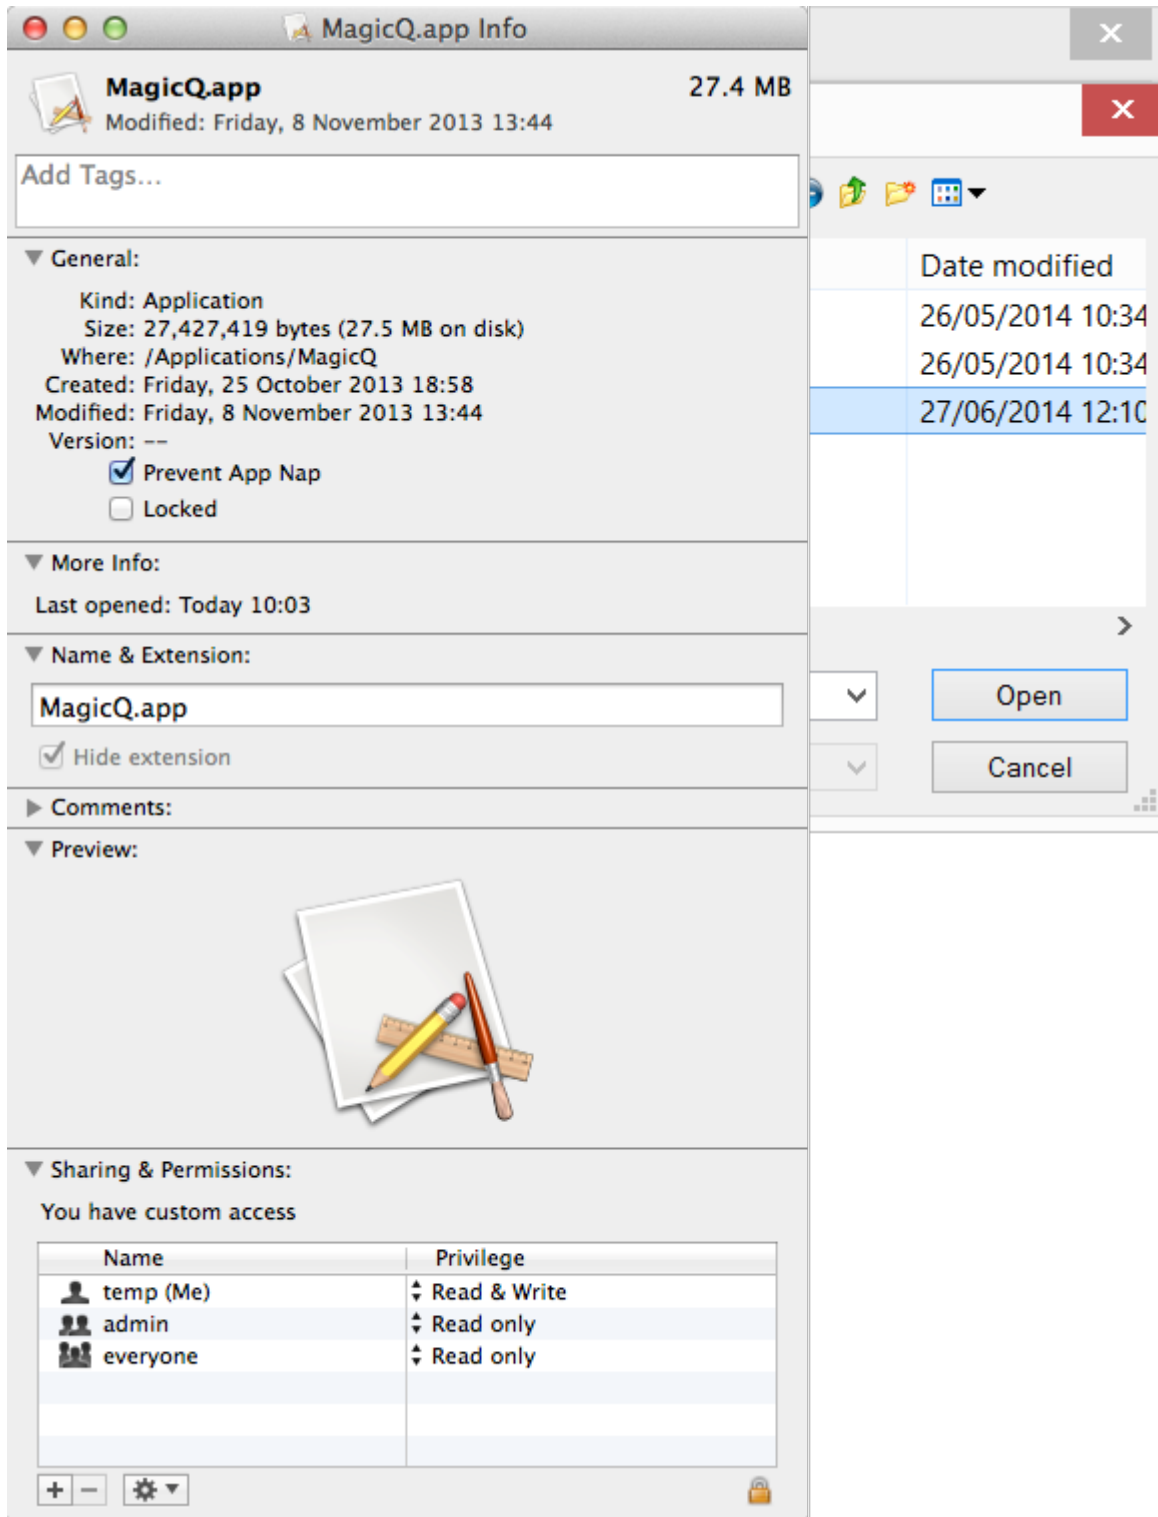 MagicQ.app Info
MagicQ.app 27.4 MB
Modified: Friday, 8 November 2013 13:44
Add Tags...
General:
Kind: Application
Size: 27,427,419 bytes (27.5 MB on disk)
Where: /Applications/MagicQ
Created: Friday, 25 October 2013 18:58
Modified: Friday, 8 November 2013 13:44
Version: --
Prevent App Nap
Locked
More Info:
Last opened: Today 10:03
Name & Extension:
MagicQ.app
Hide extension
Comments:
Preview:
Sharing & Permissions:
You have custom access
Name Privilege
temp (Me) Read & Write
admin Read only
everyone Read only
Date modified
26/05/2014 10:34
26/05/2014 10:34
27/06/2014 12:10
Open
Cancel